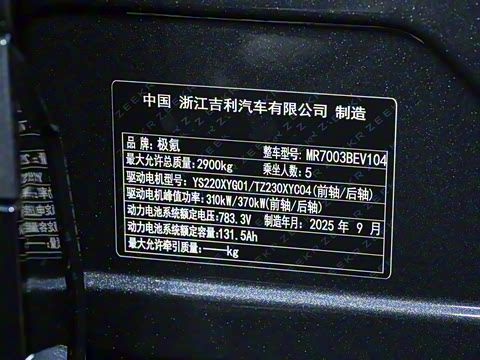 中国 浙江吉利汽车有限公司 制造
品牌: 极氪 整车型号: MR7003BEV104
最大允许总质量: 2900kg 乘坐人数: 5
驱动电机型号: YS220XYG01/TZ230XYC04(前轴/后轴)
驱动电机峰值功率: 310kW/370kW(前轴/后轴)
动力电池系统额定电压: 783.3V 制造年月: 2025 年 9 月
动力电池系统额定容量: 131.5Ah
最大允许牵引质量: ——kg